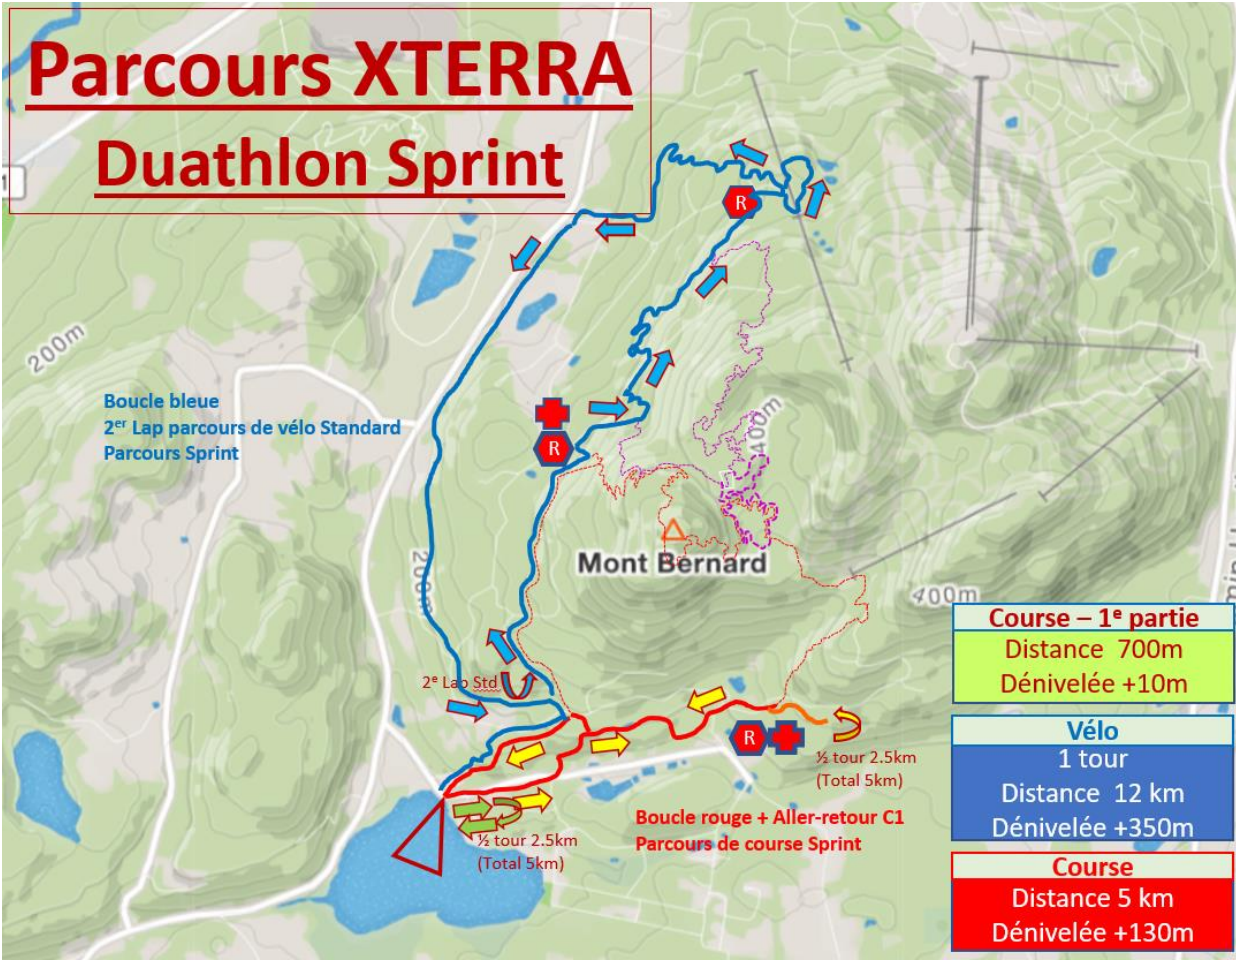 Parcours XTERRA
Duathlon Sprint
1
200m
R
Boucle bleue
2er Lap parcours de vélo Standard
Parcours Sprint
R
400m
Mont Bernard
200m
400m
2e Lap Std
R
½ tour 2.5km
(Total 5km)
Boucle rouge + Aller-retour C1
Parcours de course Sprint
½ tour 2.5km
(Total 5km)
Course – 1e partie
Distance 700m
Dénivelée +10m
Vélo
1 tour
Distance 12 km
Dénivelée +350m
Course
Distance 5 km
Dénivelée +130m